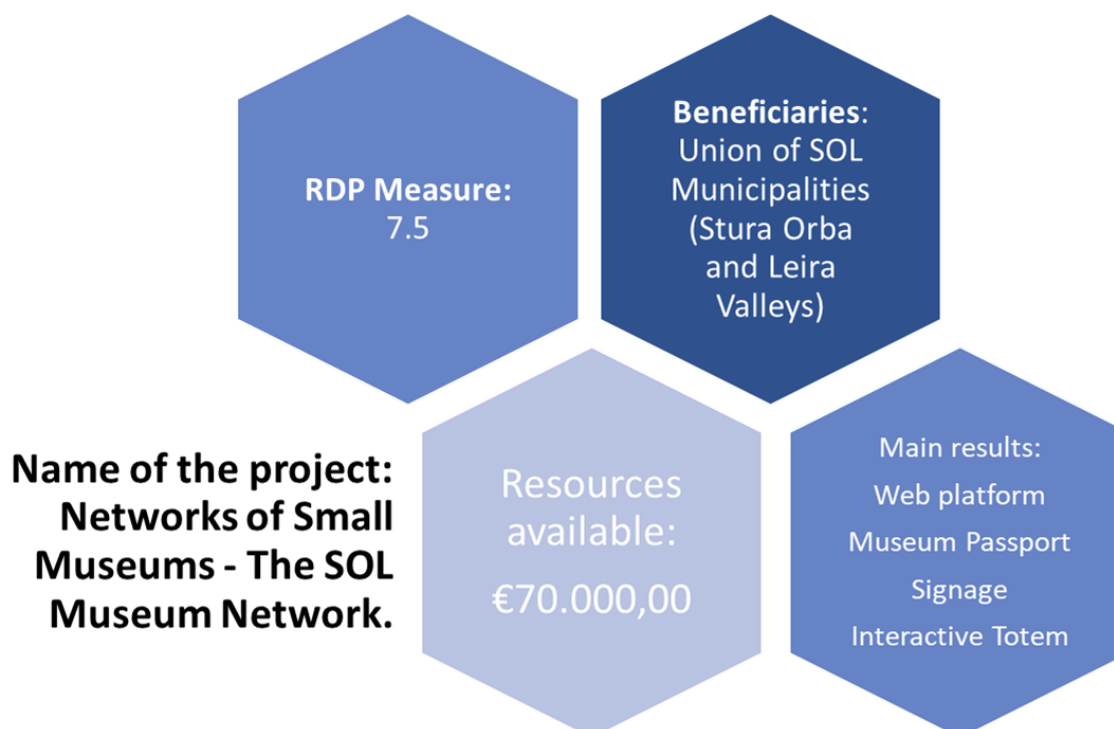 RDP Measure:
7.5
Beneficiaries:
Union of SOL
Municipalities
(Stura Orba
and Leira
Valleys)
Name of the project:
Networks of Small
Museums - The SOL
Museum Network.
Resources
available:
€70.000,00
Main results:
Web platform
Museum Passport
Signage
Interactive Totem